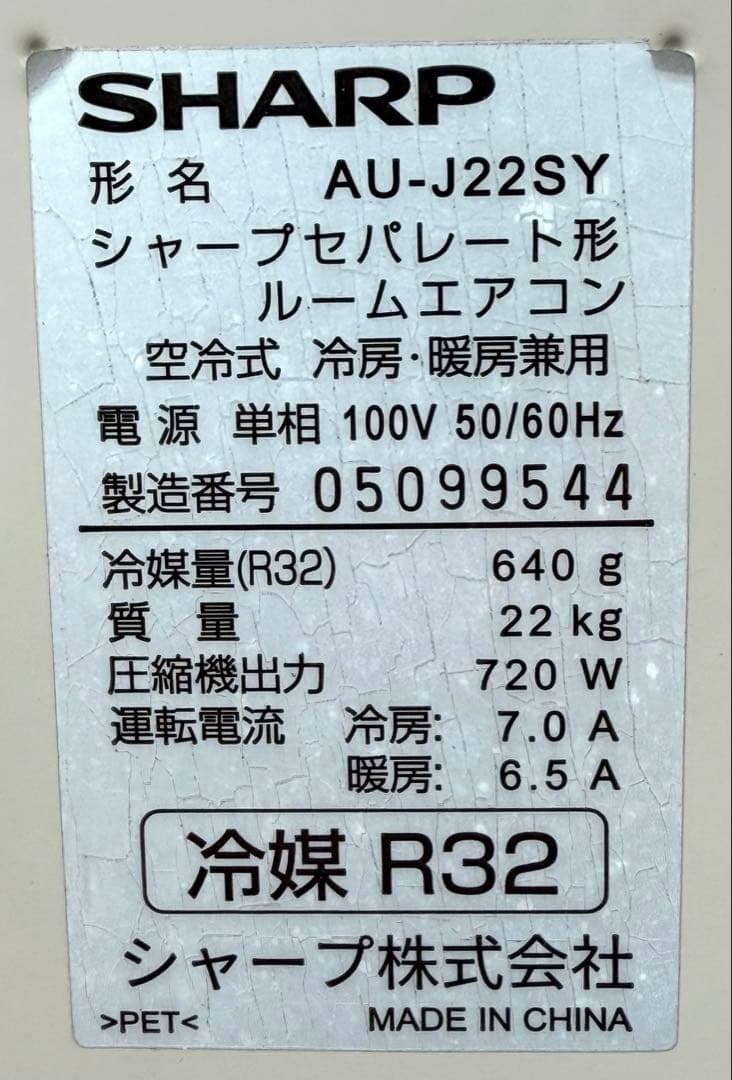 SHARP
形名 AU-J22SY
シャープセパレート形
ルームエアコン
空冷式 冷房・暖房兼用
電源 単相 100V 50/60Hz
製造番号 05099544
冷媒量(R32) 640 g
質量 22 kg
圧縮機出力 720 W
運転電流 冷房: 7.0 A
暖房: 6.5 A
冷媒 R32
シャープ株式会社
>PET< MADE IN CHINA